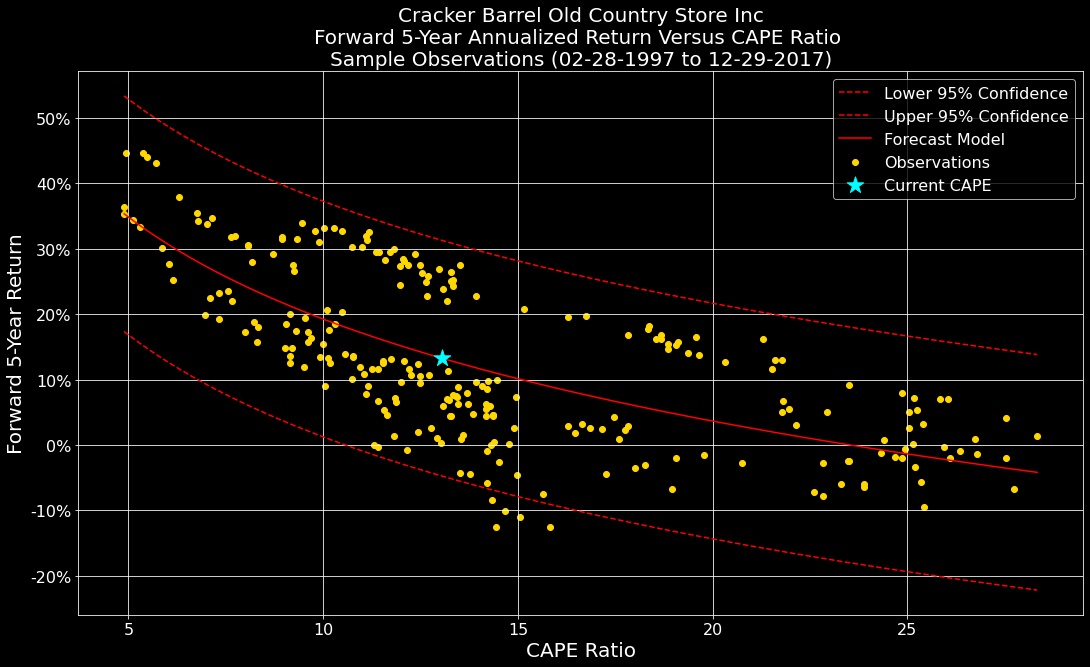 Cracker Barrel Old Country Store Inc
Forward 5-Year Annualized Return Versus CAPE Ratio
Sample Observations (02-28-1997 to 12-29-2017)
Lower 95% Confidence
Upper 95% Confidence
Forecast Model
Observations
Current CAPE
Forward 5-Year Return
50%
40%
30%
20%
10%
0%
-10%
-20%
5 10 15 20 25
CAPE Ratio